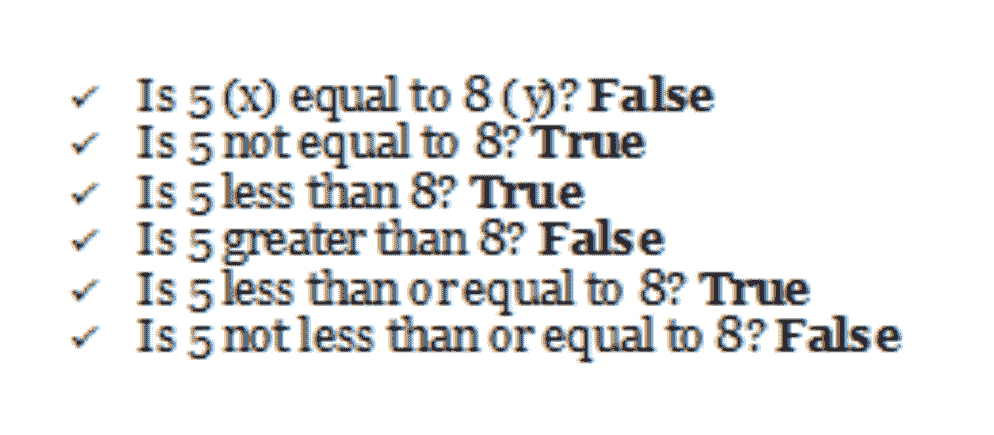 ✓ Is 5 (x) equal to 8 (y)? False
✓ Is 5 not equal to 8? True
✓ Is 5 less than 8? True
✓ Is 5 greater than 8? False
✓ Is 5 less than or equal to 8? True
✓ Is 5 not less than or equal to 8? False